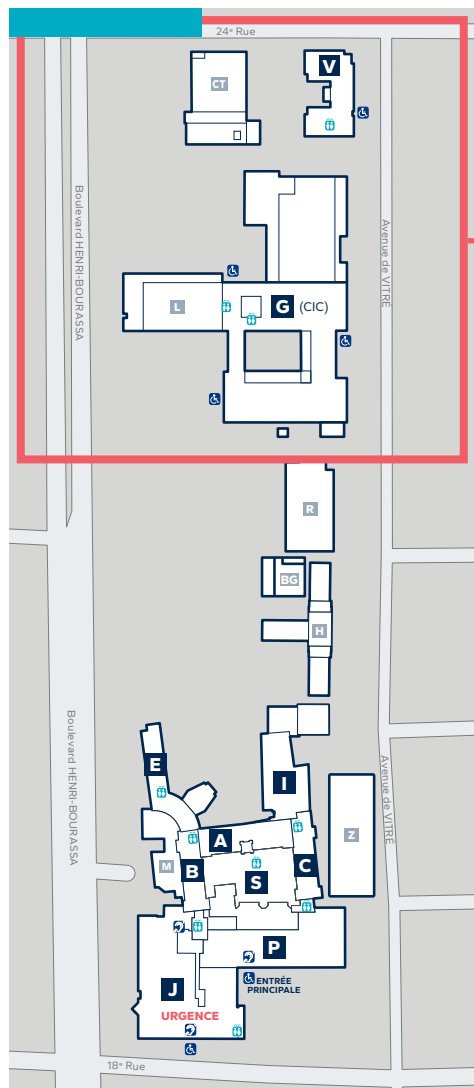 24e Rue
CT
V
Boulevard HENRI-BOURASSA
Avenue de VITRÉ
L
G (CIC)
R
BG
H
Boulevard HENRI-BOURASSA
E
I
Avenue de VITRÉ
A
Z
M
B
S
C
P
J
ENTRÉE
PRINCIPALE
URGENCE
18e Rue